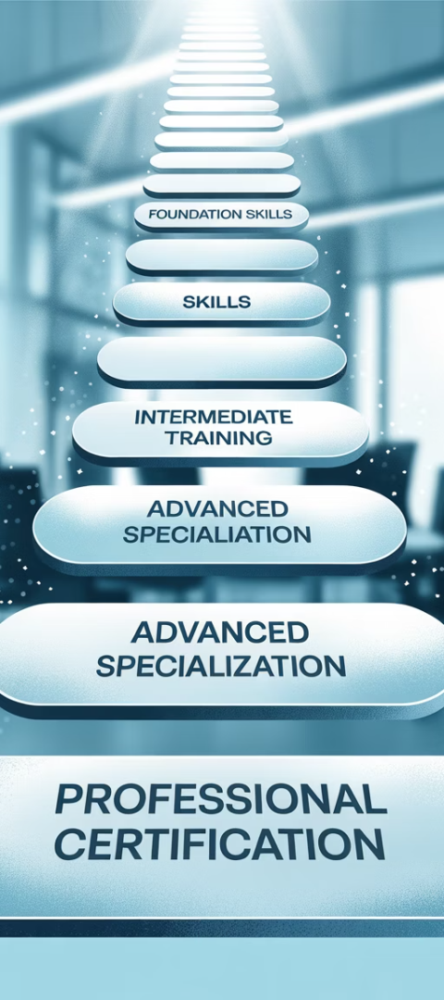 FOUNDATION SKILLS
SKILLS
INTERMEDIATE
TRAINING
ADVANCED
SPECIALIATION
ADVANCED
SPECIALIZATION
PROFESSIONAL
CERTIFICATION